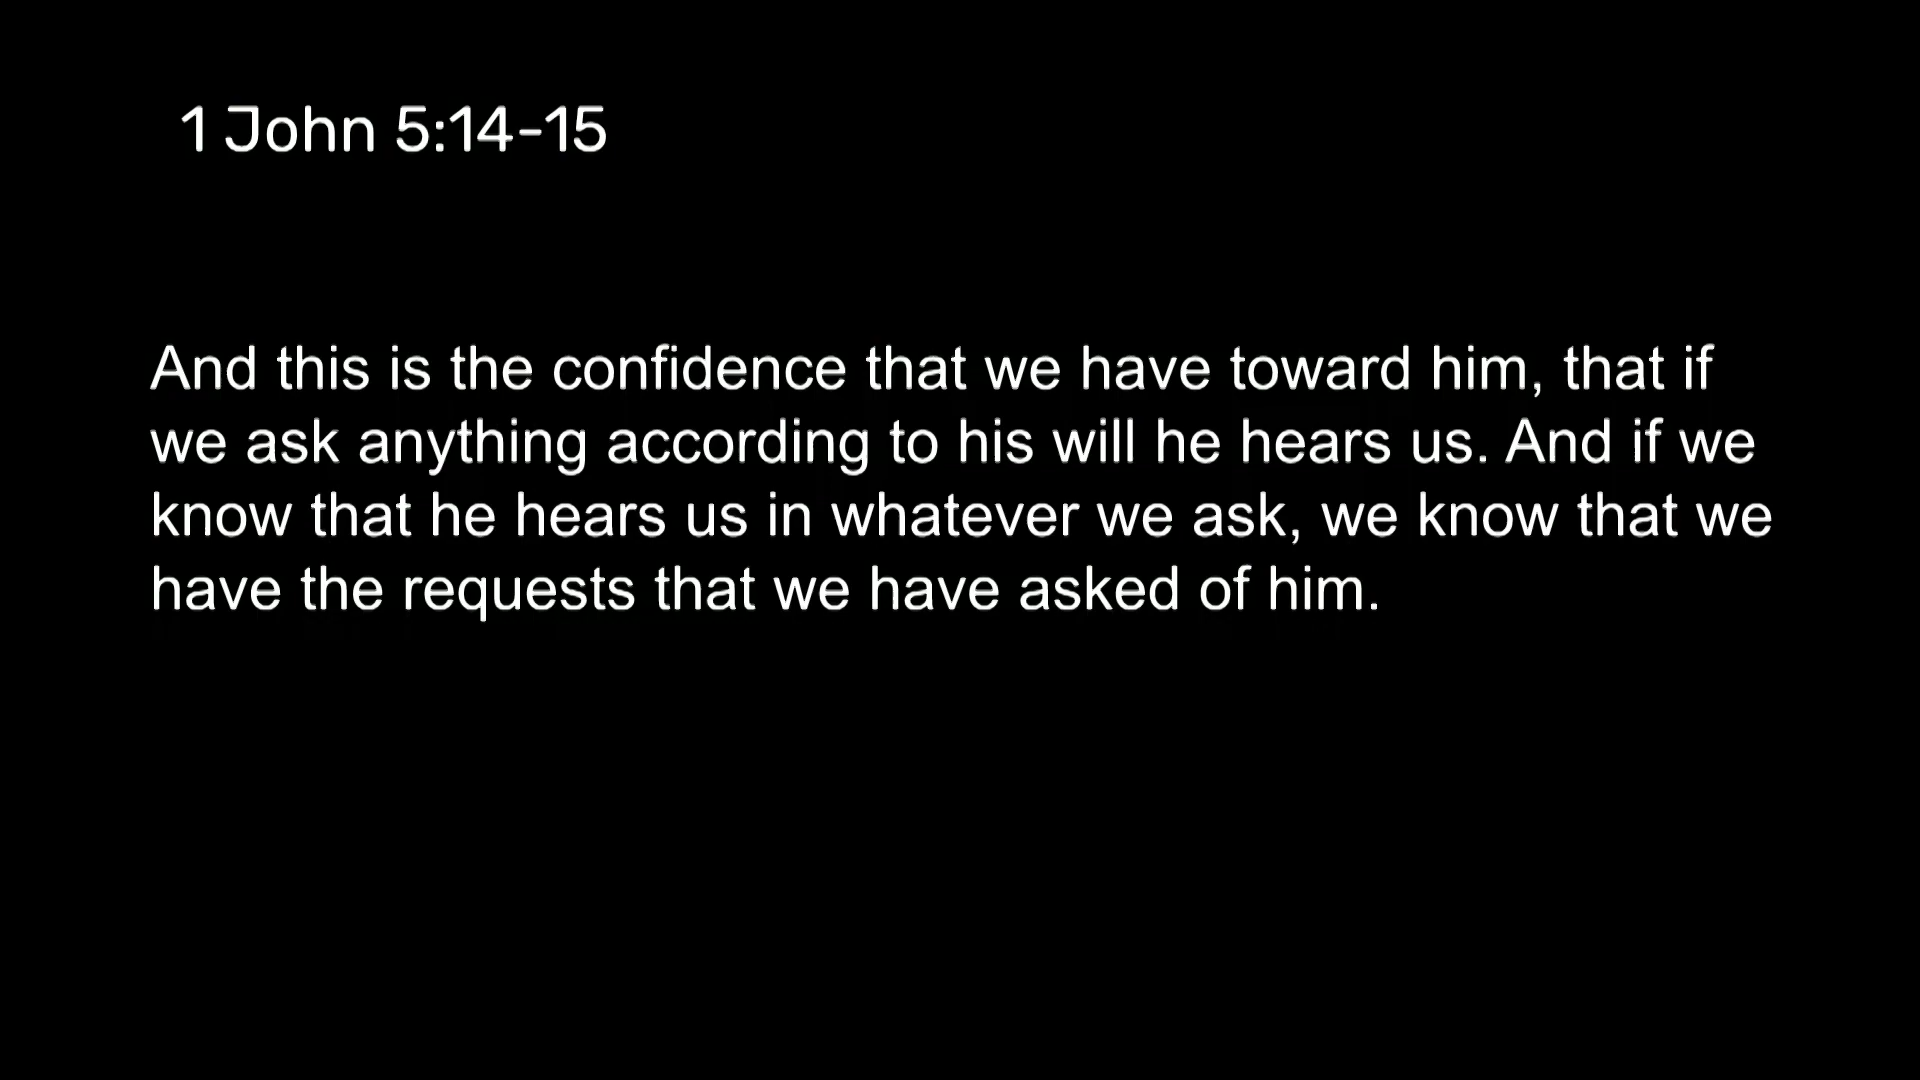 1 John 5:14-15
And this is the confidence that we have toward him, that if
we ask anything according to his will he hears us. And if we
know that he hears us in whatever we ask, we know that we
have the requests that we have asked of him.